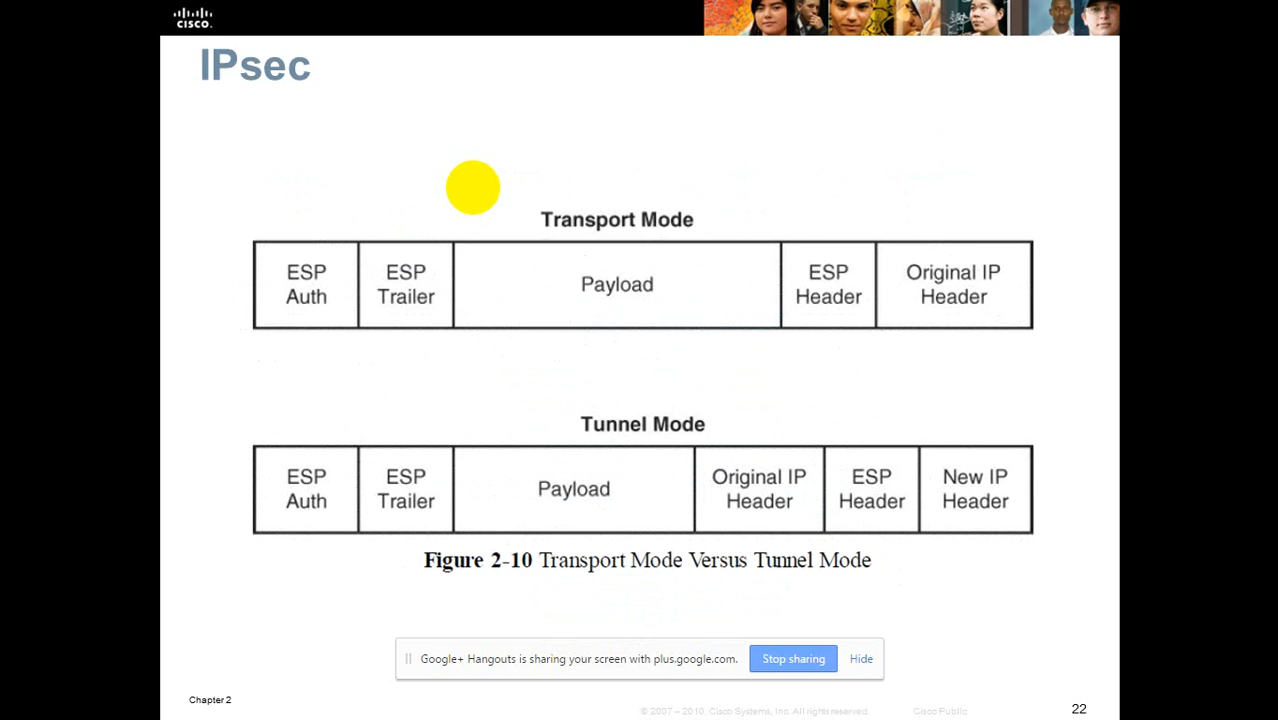 CISCO.
IPsec
Transport Mode
ESP
Auth
ESP
Trailer
Payload
ESP
Header
Original IP
Header
Tunnel Mode
ESP
Auth
ESP
Trailer
Payload
Original IP
Header
ESP
Header
New IP
Header
Figure 2-10 Transport Mode Versus Tunnel Mode
Google+ Hangouts is sharing your screen with plus.google.com.
Stop sharing
Hide
Chapter 2
© 2007 – 2010, Cisco Systems, Inc. All rights reserved.
Cisco Public
22